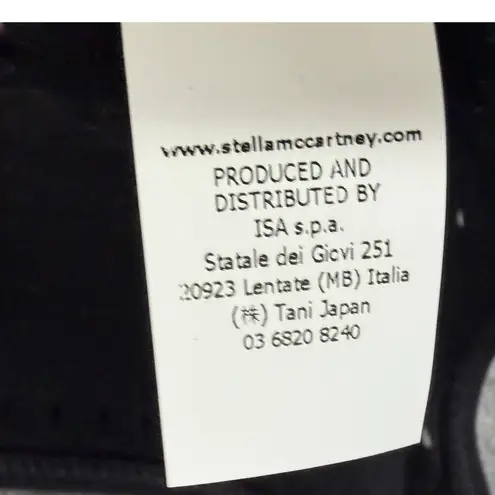 www.stellamccartney.com
PRODUCED AND
DISTRIBUTED BY
ISA s.p.a.
Statale dei Giovi 251
20923 Lentate (MB) Italia
(株) Tani Japan
03 6820 8240